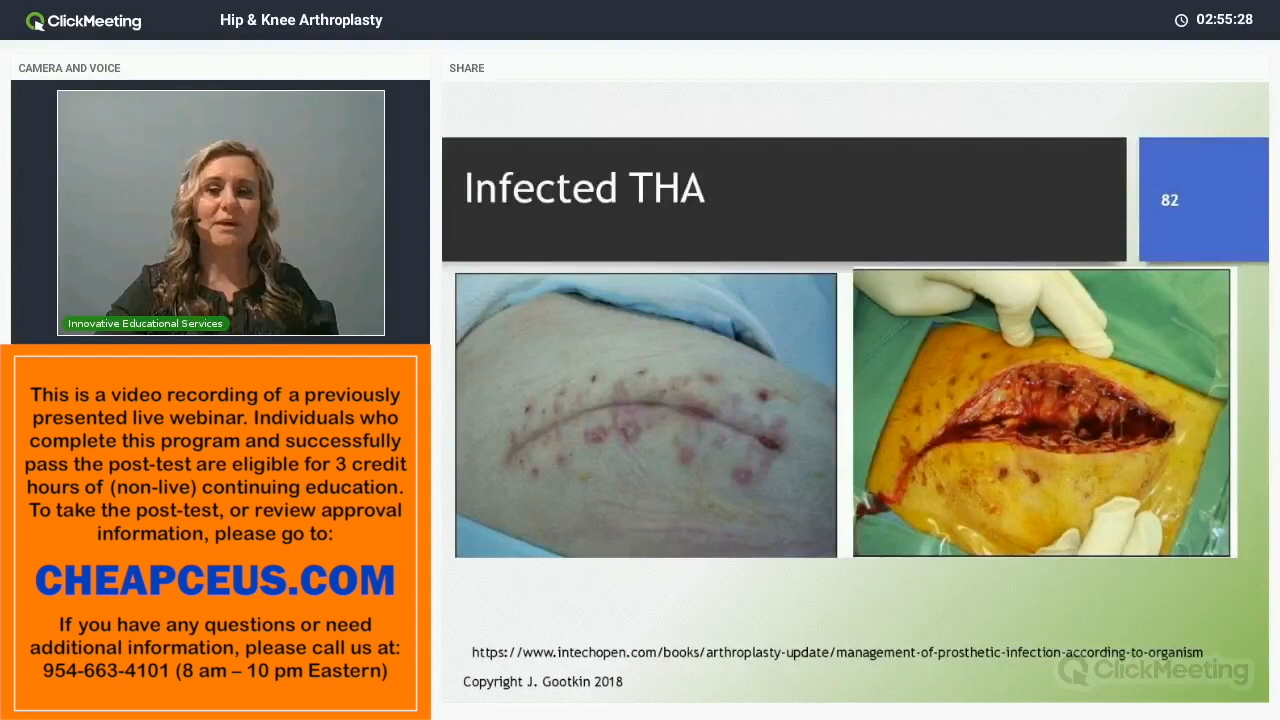 ClickMeeting
Hip & Knee Arthroplasty
02:55:28
CAMERA AND VOICE
Innovative Educational Services
This is a video recording of a previously
presented live webinar. Individuals who
complete this program and successfully
pass the post-test are eligible for 3 credit
hours of (non-live) continuing education.
To take the post-test, or review approval
information, please go to:
CHEAPCEUS.COM
If you have any questions or need
additional information, please call us at:
954-663-4101 (8 am – 10 pm Eastern)
SHARE
Infected THA
82
https://www.intechopen.com/books/arthroplasty-update/management-of-prosthetic-infection-according-to-organism
Copyright J. Gootkin 2018
ClickMeeting